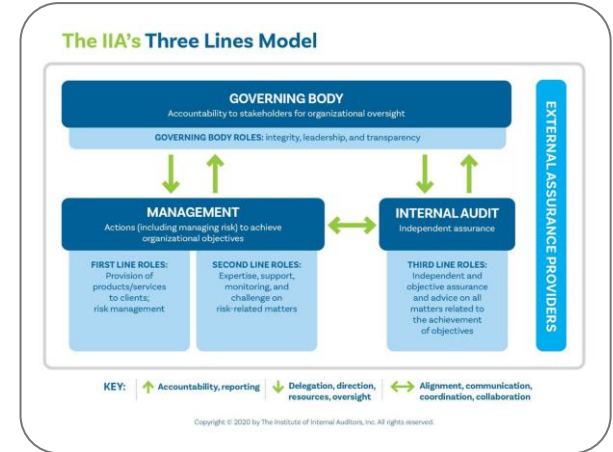 The IIA's Three Lines Model
GOVERNING BODY
Accountability to stakeholders for organizational oversight
GOVERNING BODY ROLES: integrity, leadership, and transparency
MANAGEMENT
Actions (including managing risk) to achieve
organizational objectives
INTERNAL AUDIT
Independent assurance
FIRST LINE ROLES:
Provision of
products/services
to clients;
risk management
SECOND LINE ROLES:
Expertise, support,
monitoring, and
challenge on
risk-related matters
THIRD LINE ROLES:
Independent and
objective assurance
and advice on all
matters related to
the achievement
of objectives
EXTERNAL ASSURANCE PROVIDERS
KEY:
Accountability, reporting
Delegation, direction,
resources, oversight
Alignment, communication,
coordination, collaboration
Copyright © 2020 by The Institute of Internal Auditors, Inc. All rights reserved.